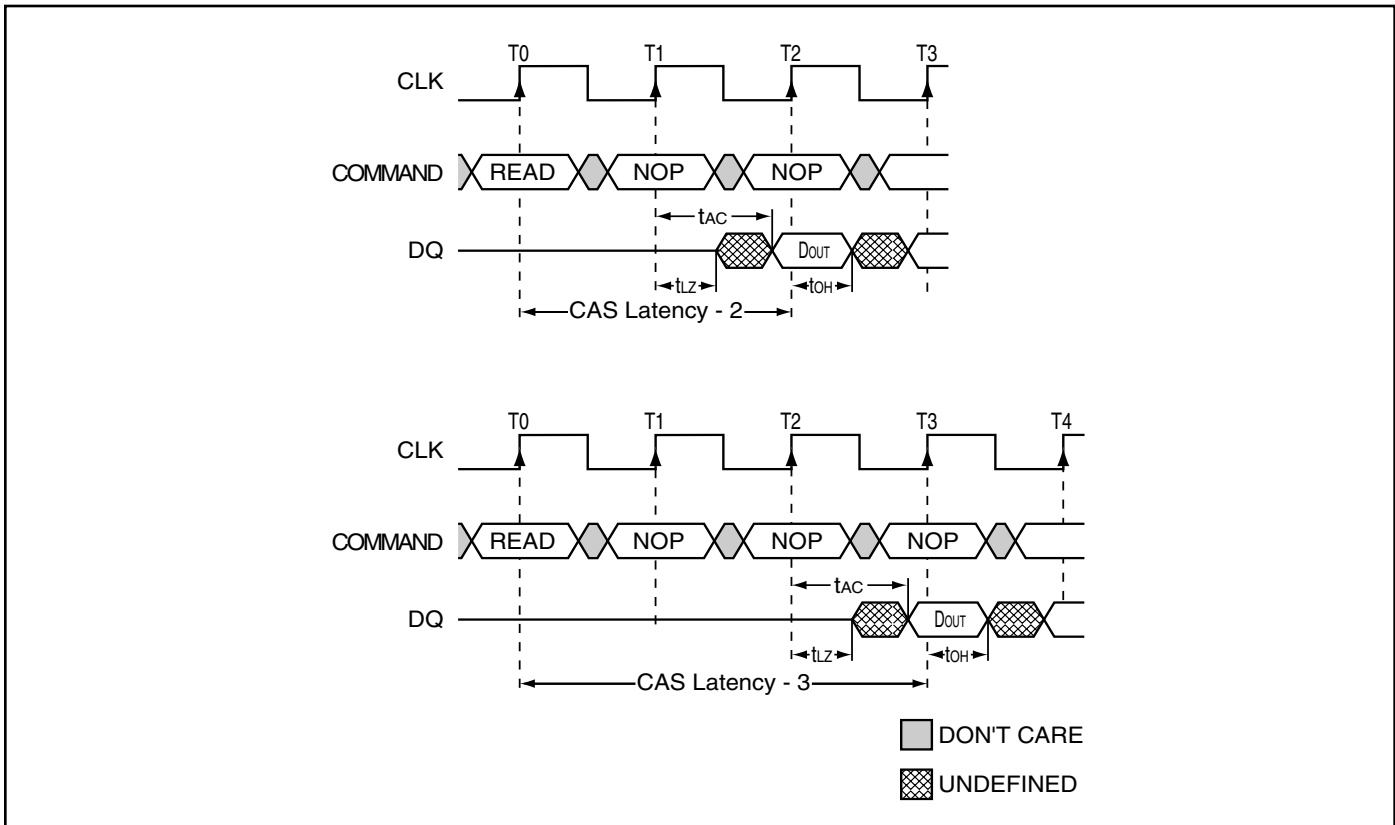 T0 T1 T2 T3
CLK
COMMAND READ NOP NOP
tAC
DQ DOUT
tLZ tOH
CAS Latency - 2
T0 T1 T2 T3 T4
CLK
COMMAND READ NOP NOP NOP
tAC
DQ DOUT
tLZ tOH
CAS Latency - 3
DON'T CARE
UNDEFINED